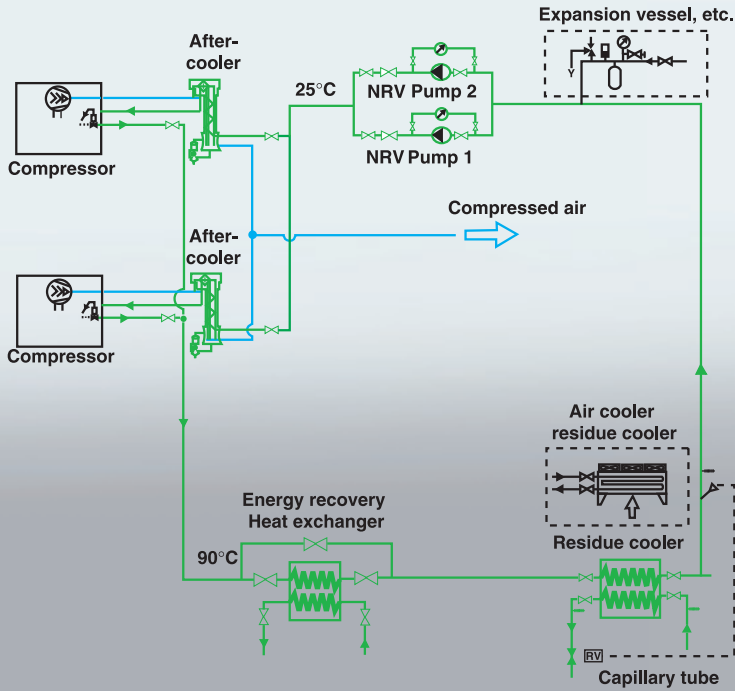 Expansion vessel, etc.
After-
cooler
25°C
NRV Pump 2
Y
NRV Pump 1
Compressor
Compressed air
After-
cooler
Compressor
Air cooler
residue cooler
Energy recovery
Heat exchanger
Residue cooler
90°C
RV
Capillary tube